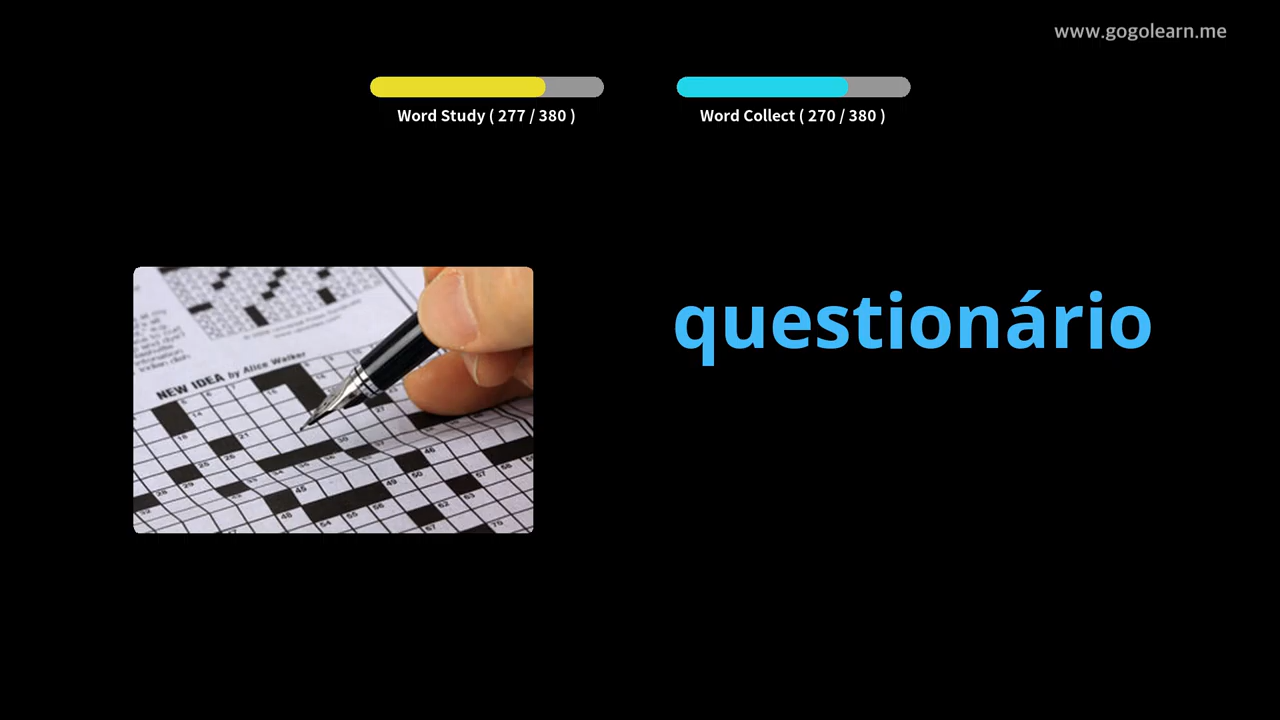 www.gogolearn.me
Word Study ( 277 / 380 )
Word Collect ( 270 / 380 )
questionário
NEW IDEA by Alice Walker